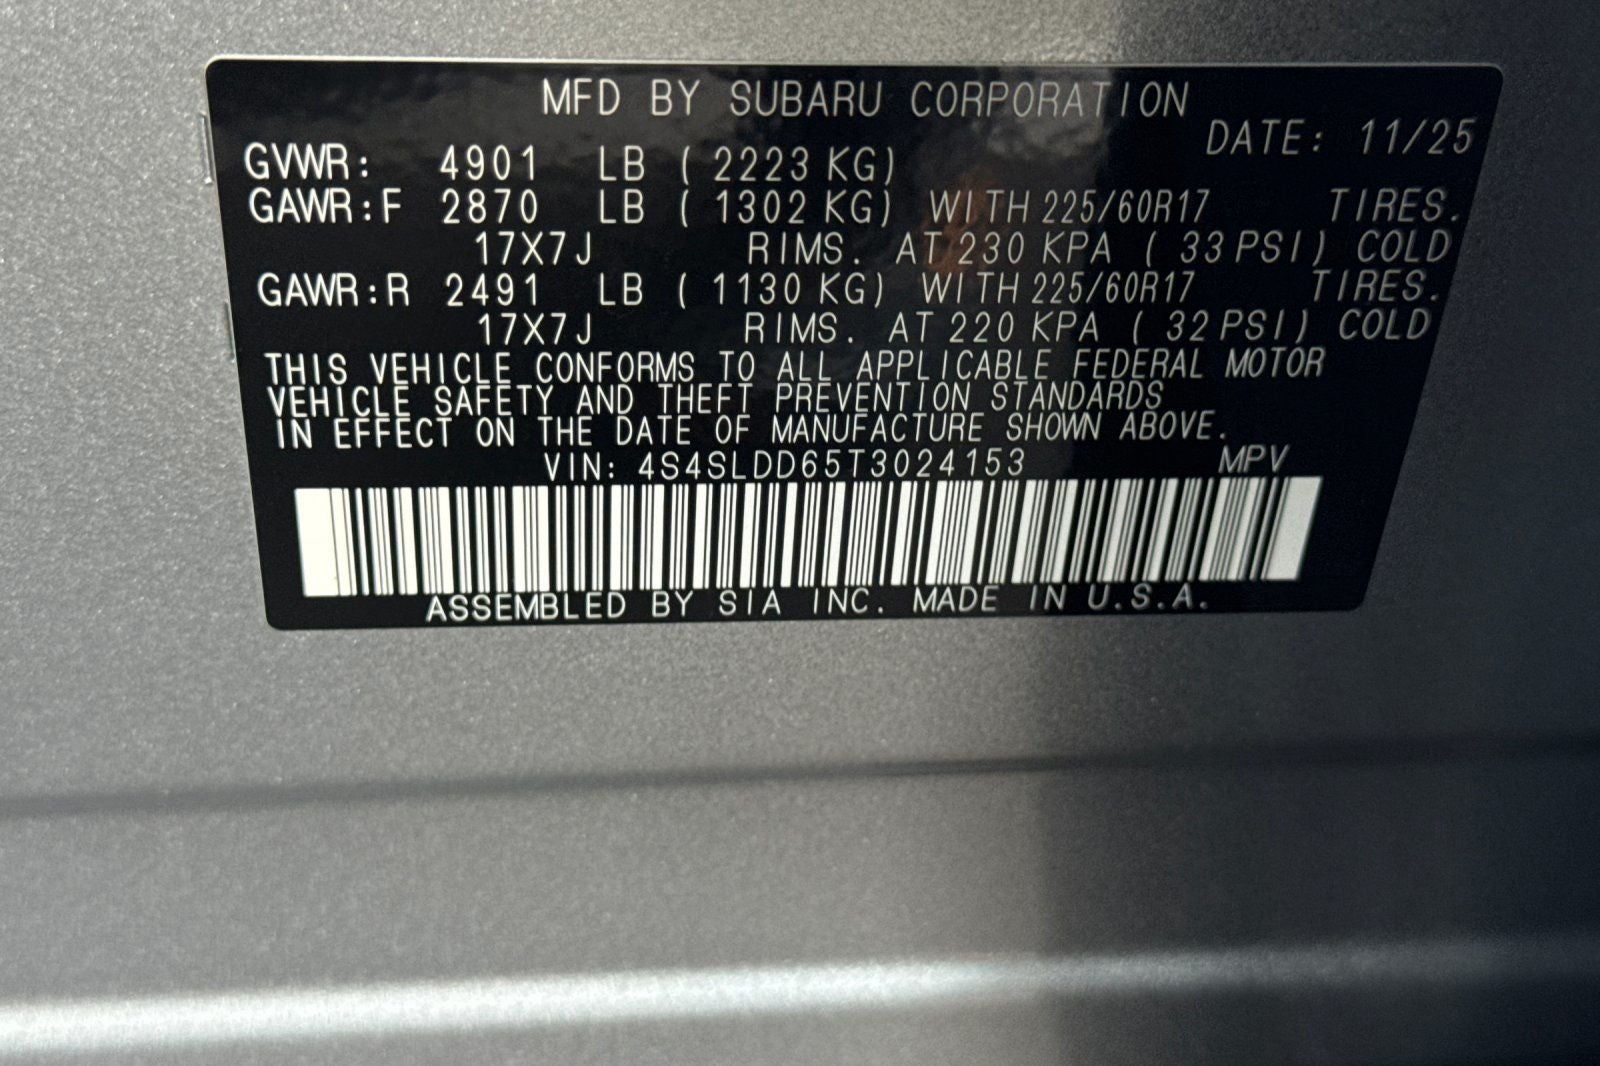 MFD BY SUBARU CORPORATION
DATE: 11/25
GVWR: 4901 LB ( 2223 KG)
GAWR:F 2870 LB ( 1302 KG) WITH 225/60R17 TIRES.
17X7J RIMS. AT 230 KPA ( 33 PSI) COLD
GAWR:R 2491 LB ( 1130 KG) WITH 225/60R17 TIRES.
17X7J RIMS. AT 220 KPA ( 32 PSI) COLD
THIS VEHICLE CONFORMS TO ALL APPLICABLE FEDERAL MOTOR
VEHICLE SAFETY AND THEFT PREVENTION STANDARDS
IN EFFECT ON THE DATE OF MANUFACTURE SHOWN ABOVE.
VIN: 4S4SLDD65T3024153 MPV
ASSEMBLED BY SIA INC. MADE IN U.S.A.